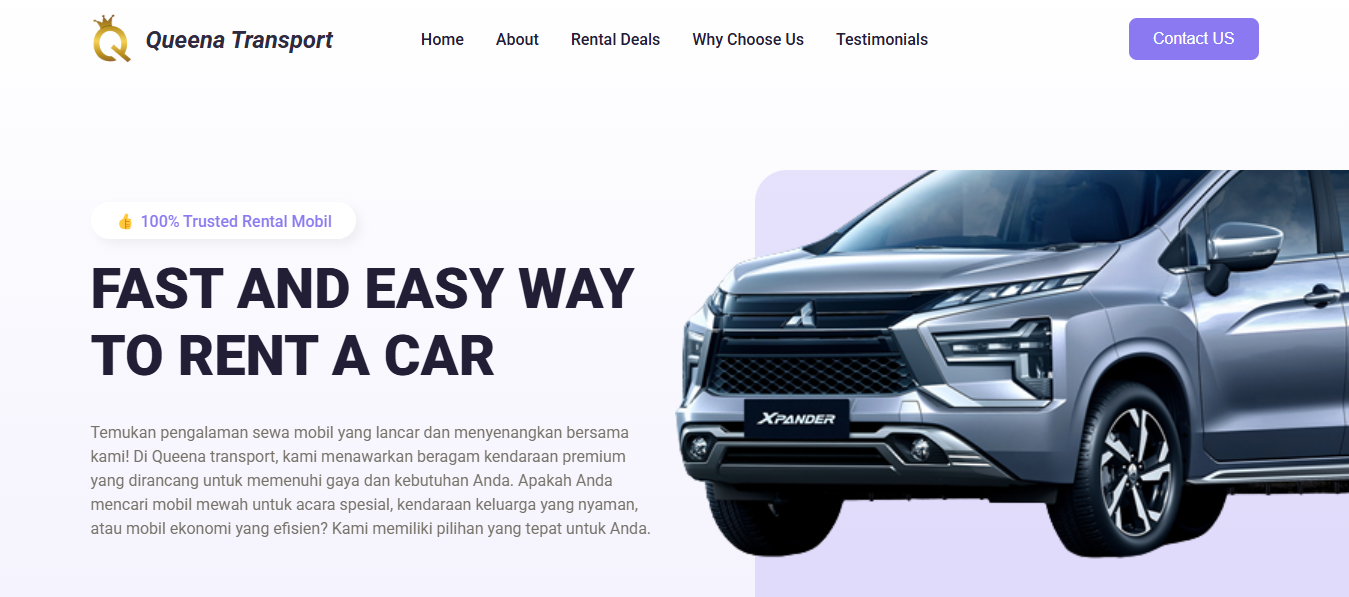 Queena Transport
Home
About
Rental Deals
Why Choose Us
Testimonials
Contact US
👍 100% Trusted Rental Mobil
FAST AND EASY WAY
TO RENT A CAR
Temukan pengalaman sewa mobil yang lancar dan menyenangkan bersama
kami! Di Queena transport, kami menawarkan beragam kendaraan premium
yang dirancang untuk memenuhi gaya dan kebutuhan Anda. Apakah Anda
mencari mobil mewah untuk acara spesial, kendaraan keluarga yang nyaman,
atau mobil ekonomi yang efisien? Kami memiliki pilihan yang tepat untuk Anda.
XPANDER